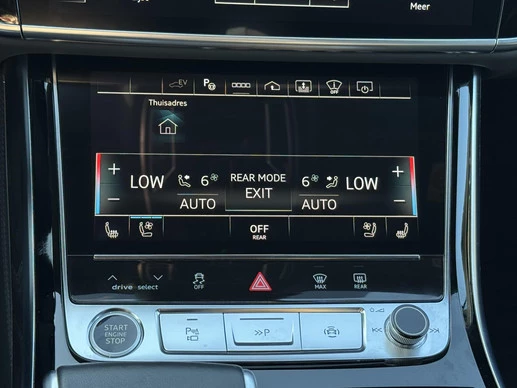 Meer
EV P OFF
Thuisadres
+ LOW 6 REAR MODE EXIT 6 LOW +
- AUTO AUTO -
OFF
REAR
drive select OFF MAX REAR
START
ENGINE
STOP
P >>P